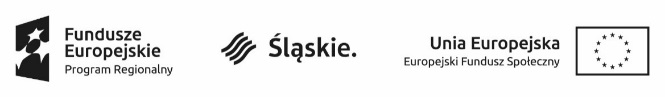 Fundusze
Europejskie
Program Regionalny
Śląskie.
Unia Europejska
Europejski Fundusz Społeczny